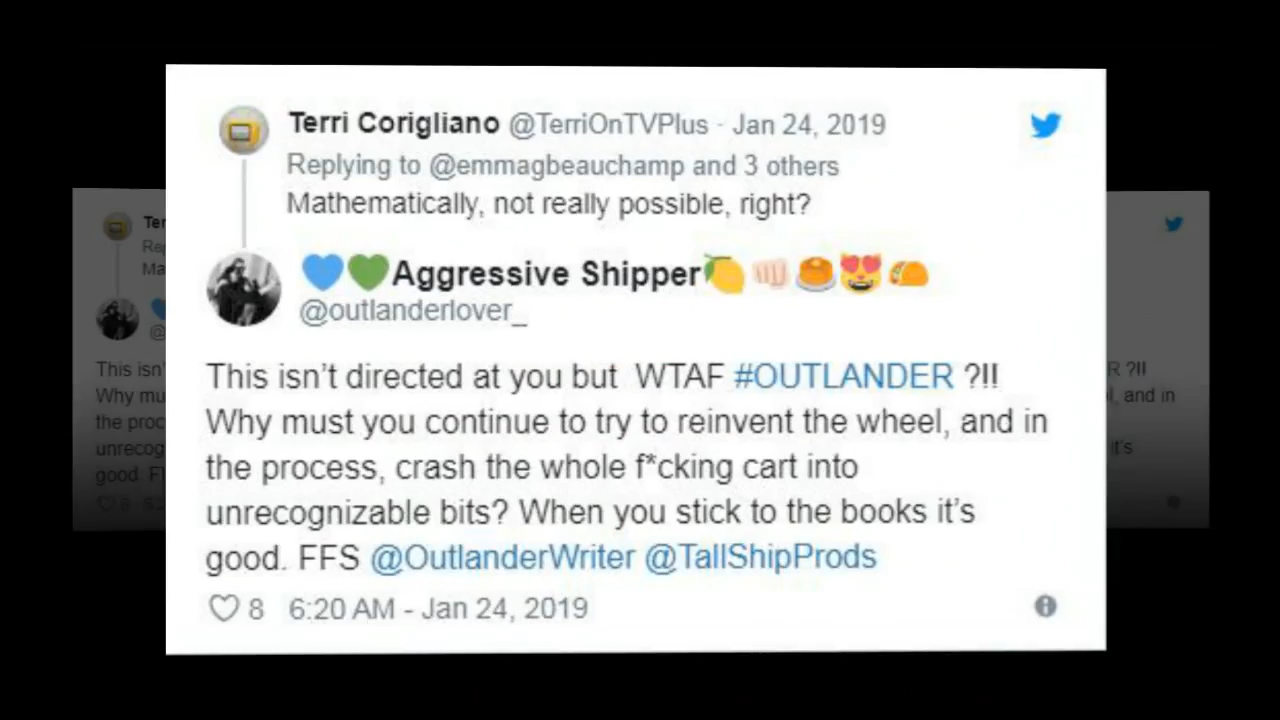 Terri Corigliano @TerriOnTVPlus · Jan 24, 2019
Replying to @emmagbeauchamp and 3 others
Mathematically, not really possible, right?
💙💚Aggressive Shipper🍋👊🏻🥞😻🌮
@outlanderlover_
This isn't directed at you but WTAF #OUTLANDER ?!!
Why must you continue to try to reinvent the wheel, and in
the process, crash the whole f*cking cart into
unrecognizable bits? When you stick to the books it's
good. FFS @OutlanderWriter @TallShipProds
8 6:20 AM - Jan 24, 2019